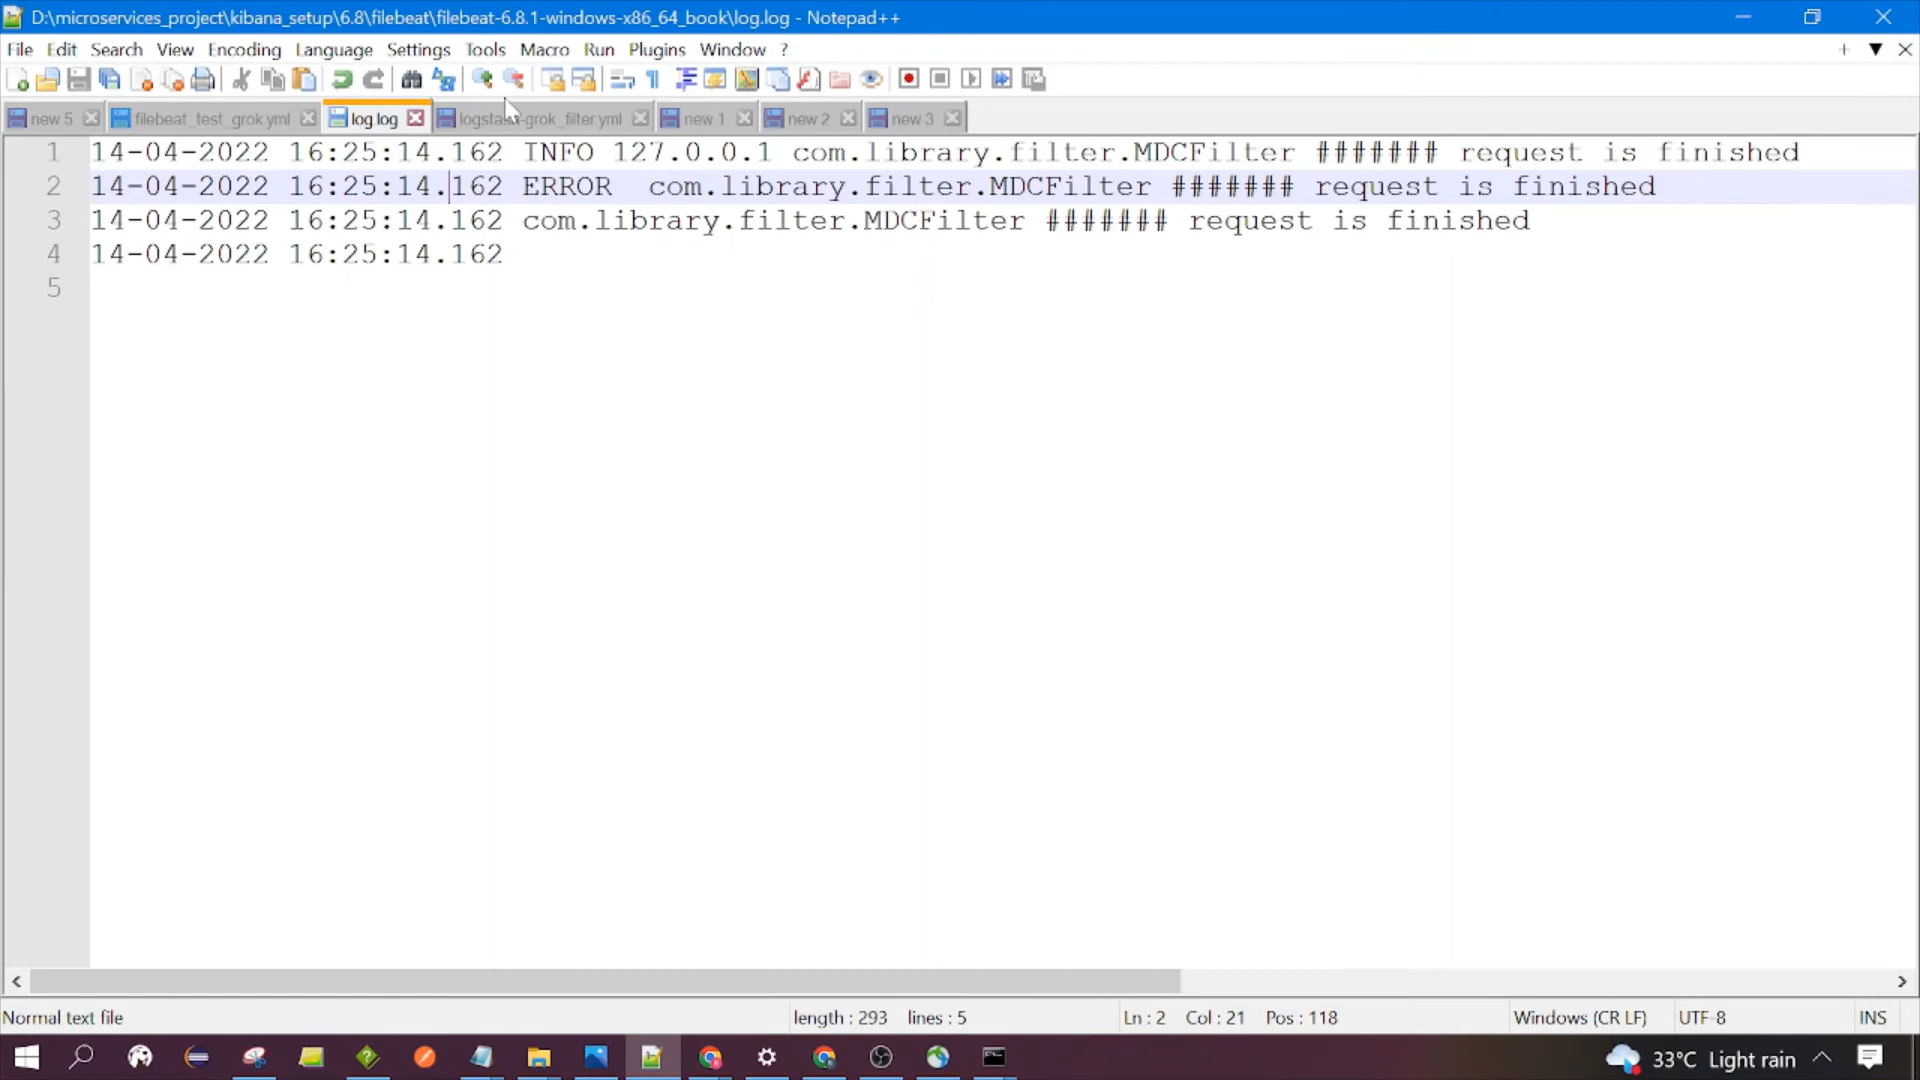 D:\microservices_project\kibana_setup\6.8\filebeat\filebeat-6.8.1-windows-x86_64_book\log.log - Notepad++
File Edit Search View Encoding Language Settings Tools Macro Run Plugins Window ?
new 5 filebeat_test_grok.yml log.log grok_filter.yml new 1 new 2 new 3
1 14-04-2022 16:25:14.162 INFO 127.0.0.1 com.library.filter.MDCFilter ####### request is finished
2 14-04-2022 16:25:14.162 ERROR  com.library.filter.MDCFilter ####### request is finished
3 14-04-2022 16:25:14.162 com.library.filter.MDCFilter ####### request is finished
4 14-04-2022 16:25:14.162
5
Normal text file length : 293 lines : 5 Ln : 2 Col : 21 Pos : 118 Windows (CR LF) UTF-8 INS
33°C Light rain